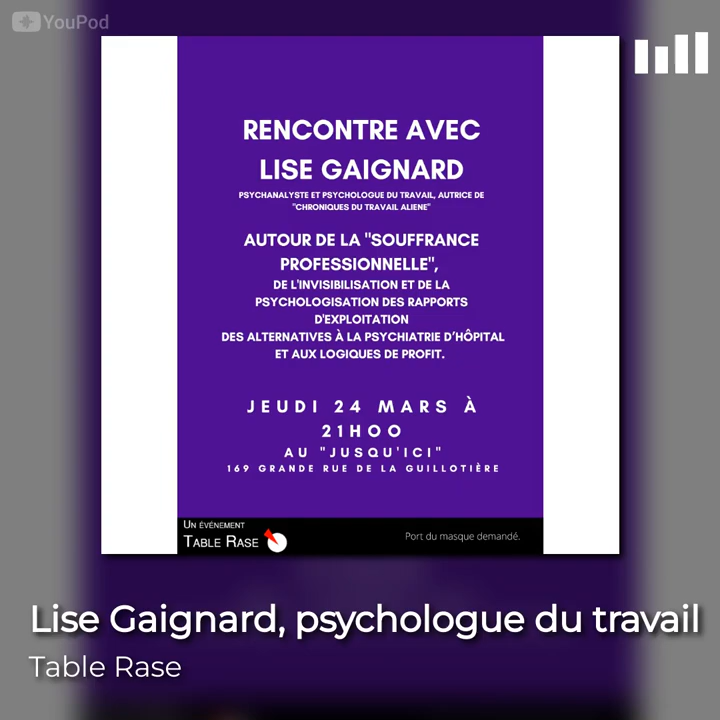 YouPod
RENCONTRE AVEC
LISE GAIGNARD
PSYCHANALYSTE ET PSYCHOLOGUE DU TRAVAIL, AUTRICE DE
"CHRONIQUES DU TRAVAIL ALIENE"
AUTOUR DE LA "SOUFFRANCE
PROFESSIONNELLE",
DE L'INVISIBILISATION ET DE LA
PSYCHOLOGISATION DES RAPPORTS
D'EXPLOITATION
DES ALTERNATIVES À LA PSYCHIATRIE D'HÔPITAL
ET AUX LOGIQUES DE PROFIT.
JEUDI 24 MARS À
21H00
AU "JUSQU'ICI"
169 GRANDE RUE DE LA GUILLOTIÈRE
UN ÉVÉNEMENT
TABLE RASE
Port du masque demandé.
Lise Gaignard, psychologue du travail
Table Rase